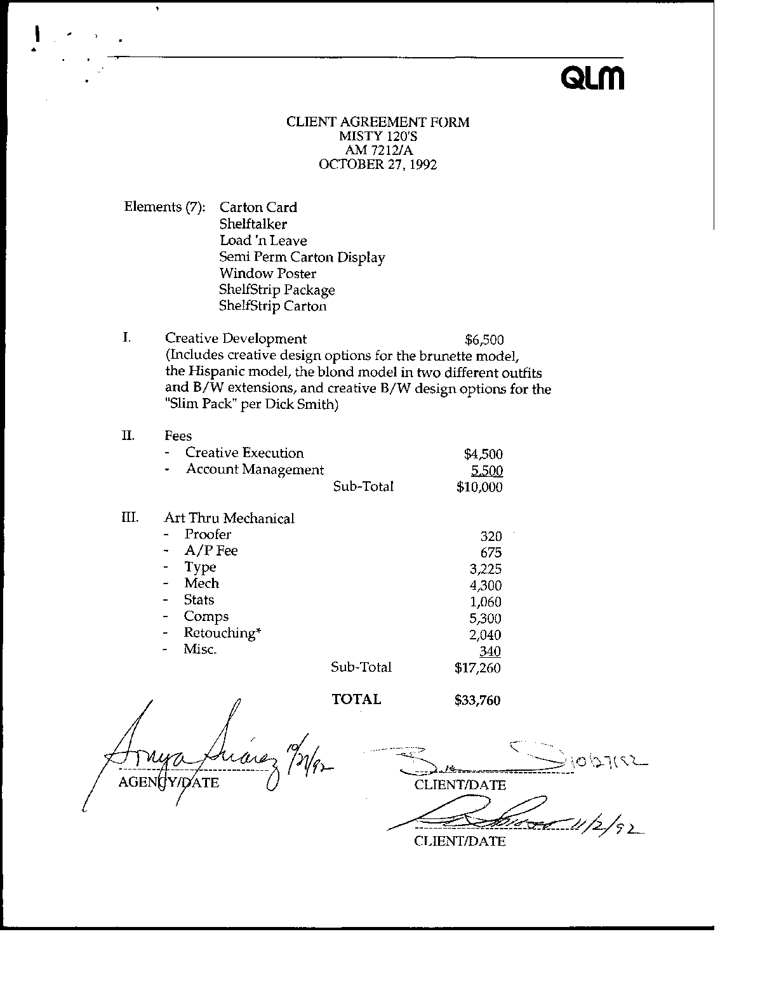 QLM
CLIENT AGREEMENT FORM
MISTY 120'S
AM 7212/A
OCTOBER 27, 1992
Elements (7): Carton Card
Shelftalker
Load 'n Leave
Semi Perm Carton Display
Window Poster
ShelfStrip Package
ShelfStrip Carton
I. Creative Development $6,500
(Includes creative design options for the brunette model,
the Hispanic model, the blond model in two different outfits
and B/W extensions, and creative B/W design options for the
"Slim Pack" per Dick Smith)
II. Fees
- Creative Execution $4,500
- Account Management 5,500
Sub-Total $10,000
III. Art Thru Mechanical
- Proofer 320
- A/P Fee 675
- Type 3,225
- Mech 4,300
- Stats 1,060
- Comps 5,300
- Retouching* 2,040
- Misc. 340
Sub-Total $17,260
TOTAL $33,760
Suárez 10/27/92
10/27/92
AGENCY/DATE
CLIENT/DATE
11/2/92
CLIENT/DATE